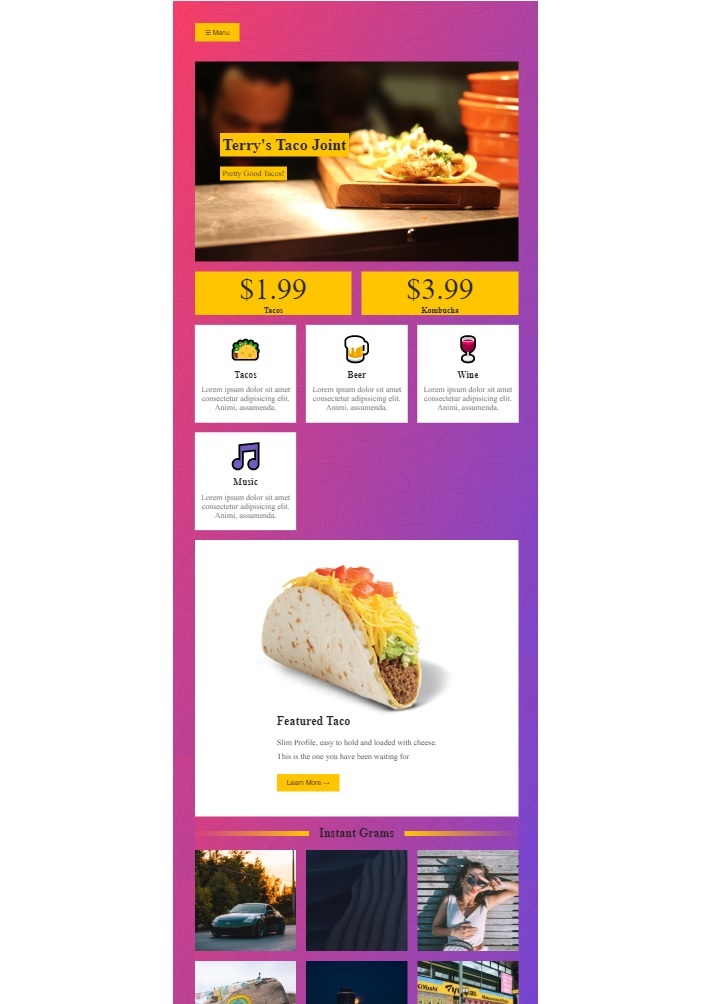 ☰ Menu
Terry's Taco Joint
Pretty Good Tacos!
$1.99
Tacos
$3.99
Kombucha
Tacos
Lorem ipsum dolor sit amet
consectetur adipisicing elit.
Animi, assumenda.
Beer
Lorem ipsum dolor sit amet
consectetur adipisicing elit.
Animi, assumenda.
Wine
Lorem ipsum dolor sit amet
consectetur adipisicing elit.
Animi, assumenda.
Music
Lorem ipsum dolor sit amet
consectetur adipisicing elit.
Animi, assumenda.
Featured Taco
Slim Profile, easy to hold and loaded with cheese.
This is the one you have been waiting for
Learn More →
Instant Grams